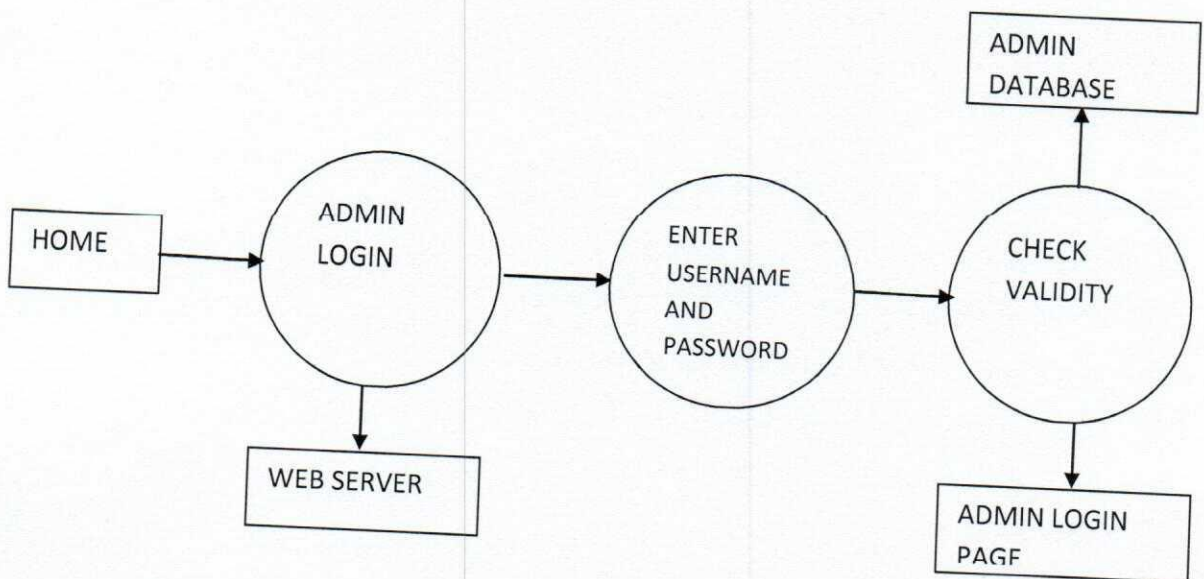 HOME
ADMIN
LOGIN
WEB SERVER
ENTER
USERNAME
AND
PASSWORD
CHECK
VALIDITY
ADMIN
DATABASE
ADMIN LOGIN
PAGE